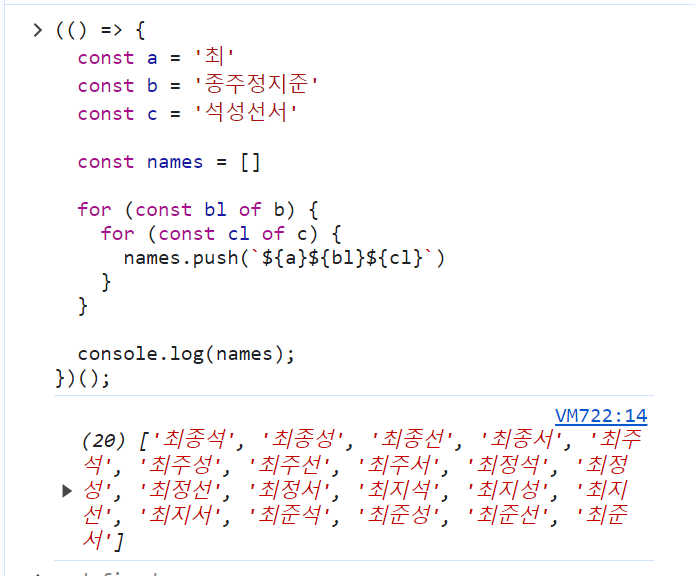 (() => {
  const a = '최'
  const b = '종주정지준'
  const c = '석성선서'

  const names = []

  for (const bl of b) {
    for (const cl of c) {
      names.push(`${a}${bl}${cl}`)
    }
  }

  console.log(names);
})();
VM722:14
(20) ['최종석', '최종성', '최종선', '최종서', '최주
석', '최주성', '최주선', '최주서', '최정석', '최정
성', '최정선', '최정서', '최지석', '최지성', '최지
선', '최지서', '최준석', '최준성', '최준선', '최준
서']